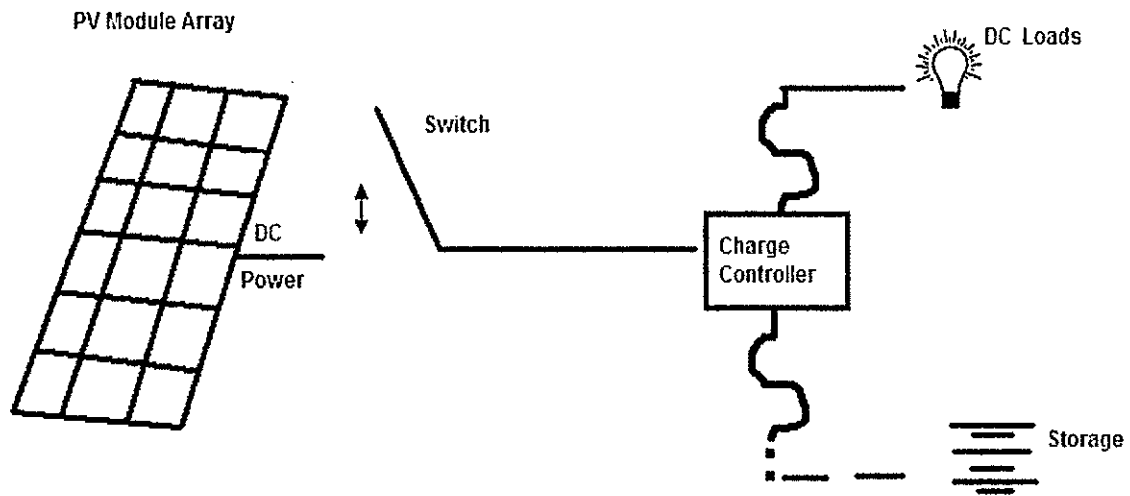 PV Module Array
DC Loads
Switch
DC
Power
Charge
Controller
Storage